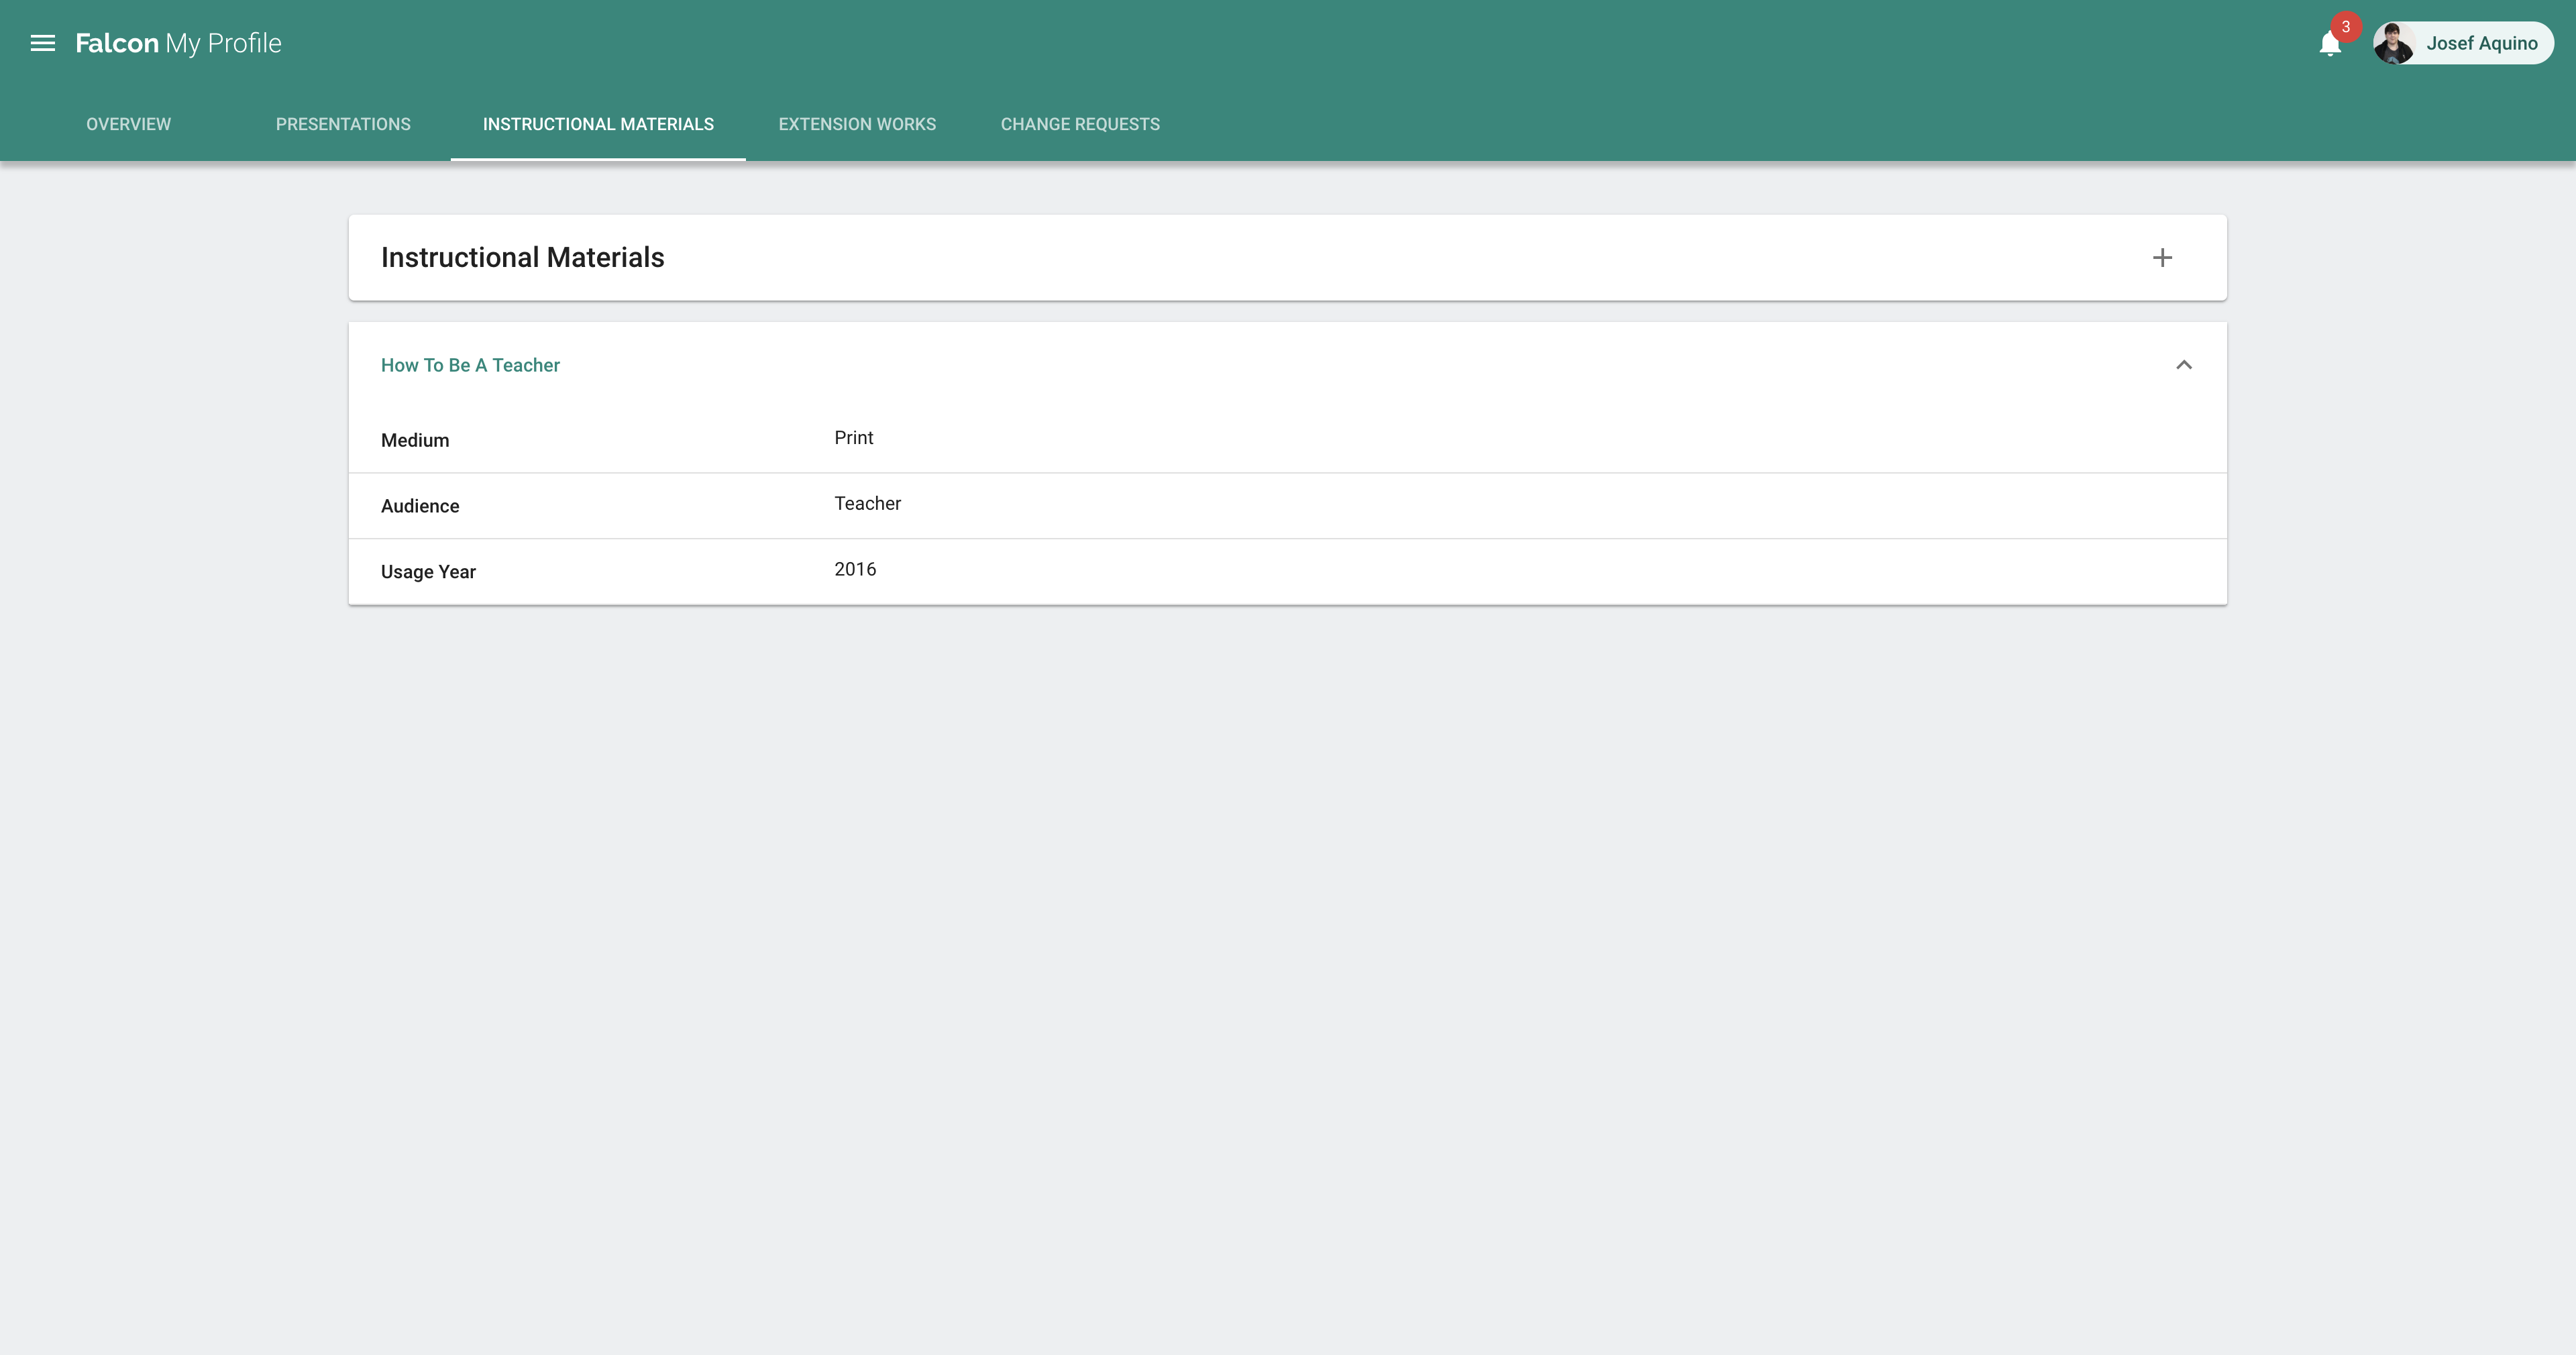 Falcon My Profile
3
Josef Aquino
OVERVIEW PRESENTATIONS INSTRUCTIONAL MATERIALS EXTENSION WORKS CHANGE REQUESTS
Instructional Materials
How To Be A Teacher
Medium Print
Audience Teacher
Usage Year 2016